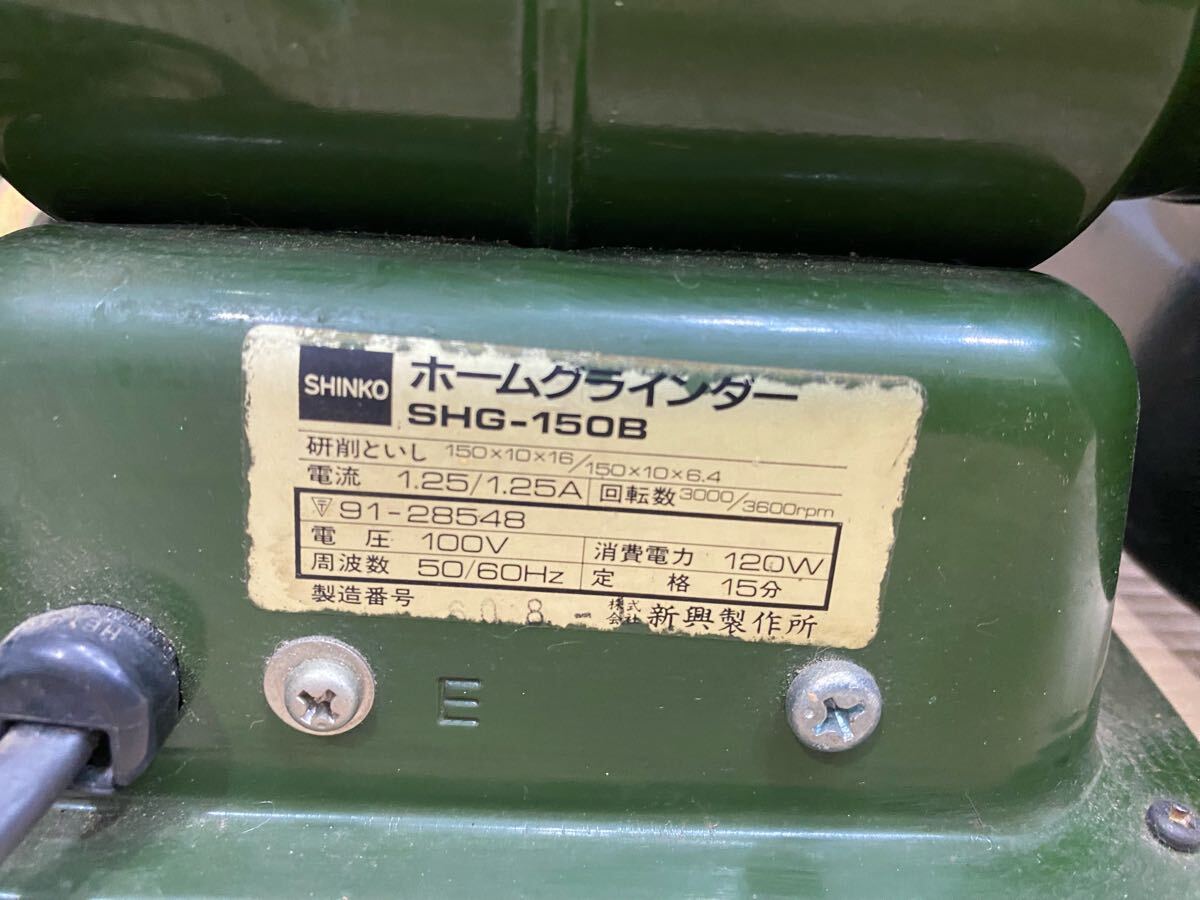 SHINKO
ホームグラインダー
SHG-150B
研削といし 150×10×16/150×10×6.4
電流 1.25/1.25A 回転数 3000/3600rpm
91-28548
電圧 100V 消費電力 120W
周波数 50/60Hz 定格 15分
製造番号 株式会社 新興製作所
E